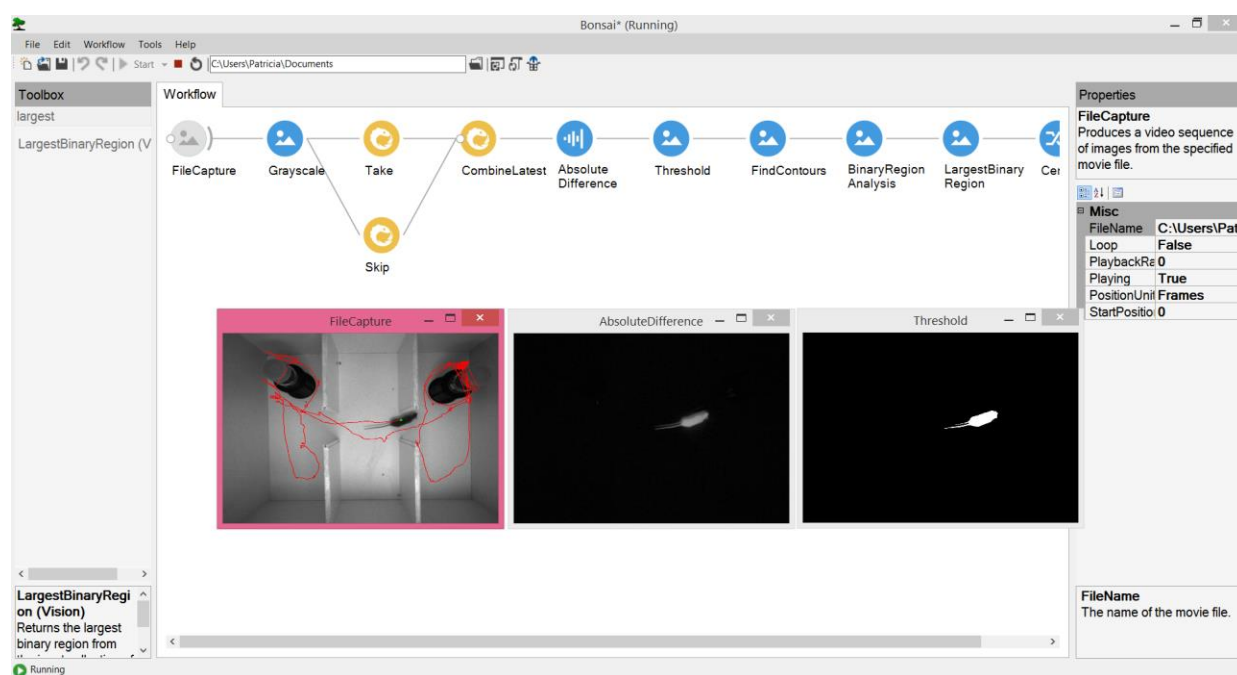 Bonsai* (Running)
File Edit Workflow Tools Help
Start C:\Users\Patricia\Documents
Toolbox
largest
LargestBinaryRegion (V
Workflow
FileCapture Grayscale Take CombineLatest Absolute Difference Threshold FindContours BinaryRegion Analysis LargestBinary Region Cer
Skip
FileCapture
AbsoluteDifference
Threshold
Properties
FileCapture
Produces a video sequence
of images from the specified
movie file.
Misc
FileName C:\Users\Pat
Loop False
PlaybackRa 0
Playing True
PositionUnit Frames
StartPositio 0
LargestBinaryRegi
on (Vision)
Returns the largest
binary region from
FileName
The name of the movie file.
Running